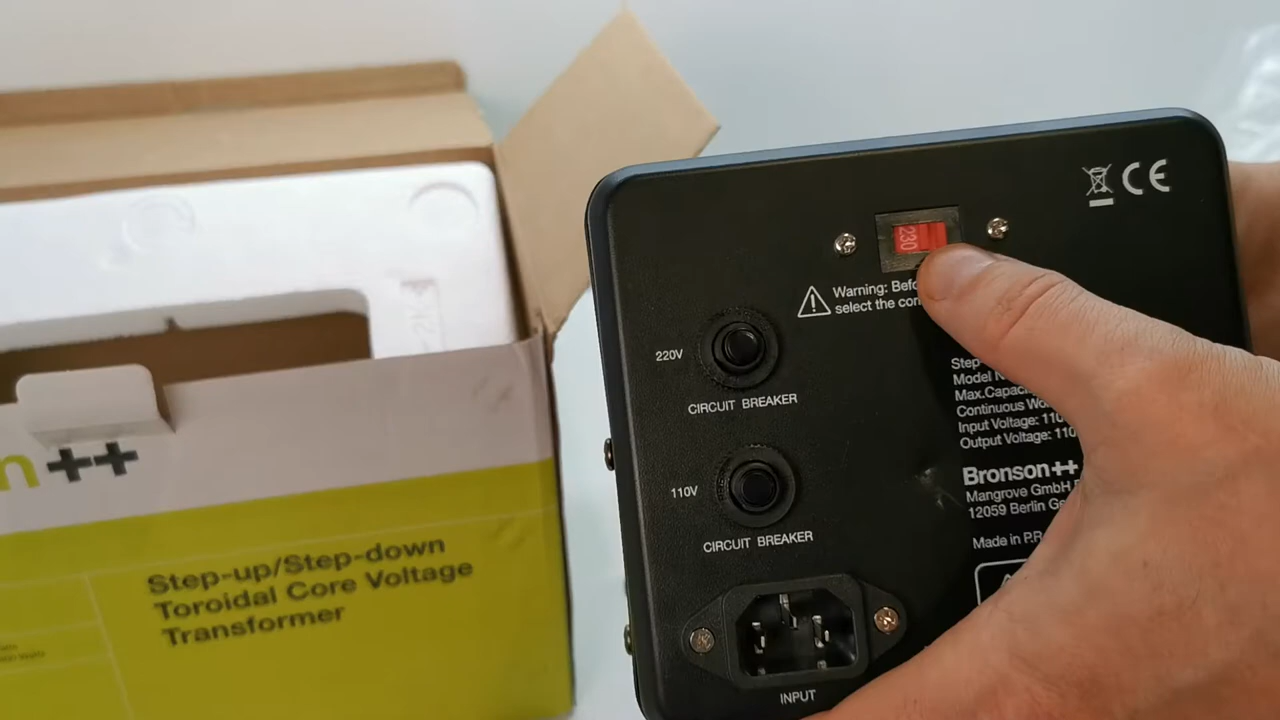 ++
Step-up/Step-down
Toroidal Core Voltage
Transformer
CE
230
Warning: Befo
select the con
220V
CIRCUIT BREAKER
110V
CIRCUIT BREAKER
INPUT
Step-
Model N
Max.Capaci
Continuous Wo
Input Voltage: 110
Output Voltage: 110
Bronson++
Mangrove GmbH
12059 Berlin Ge
Made in P.R.